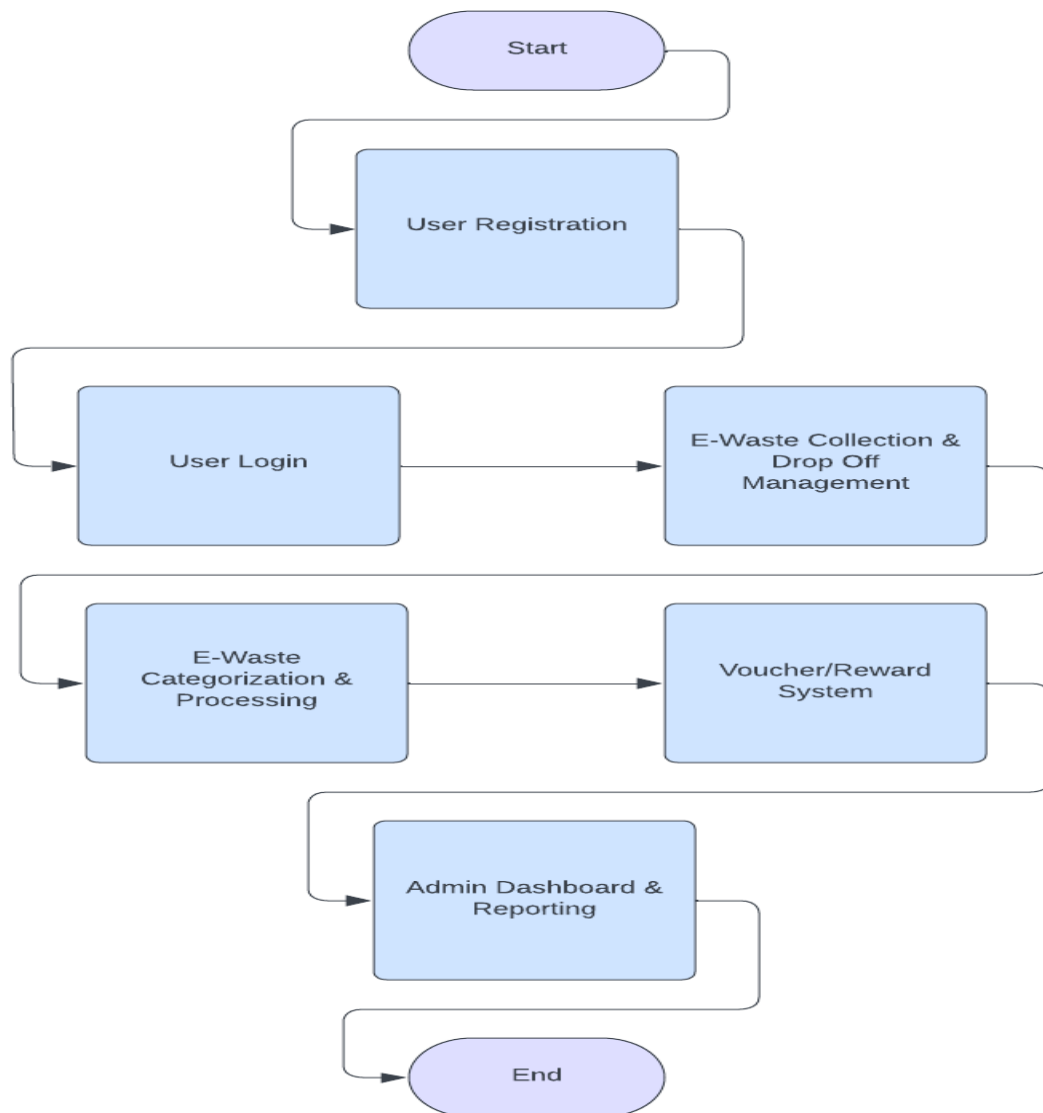 Start
User Registration
User Login
E-Waste Collection &
Drop Off
Management
E-Waste
Categorization &
Processing
Voucher/Reward
System
Admin Dashboard &
Reporting
End